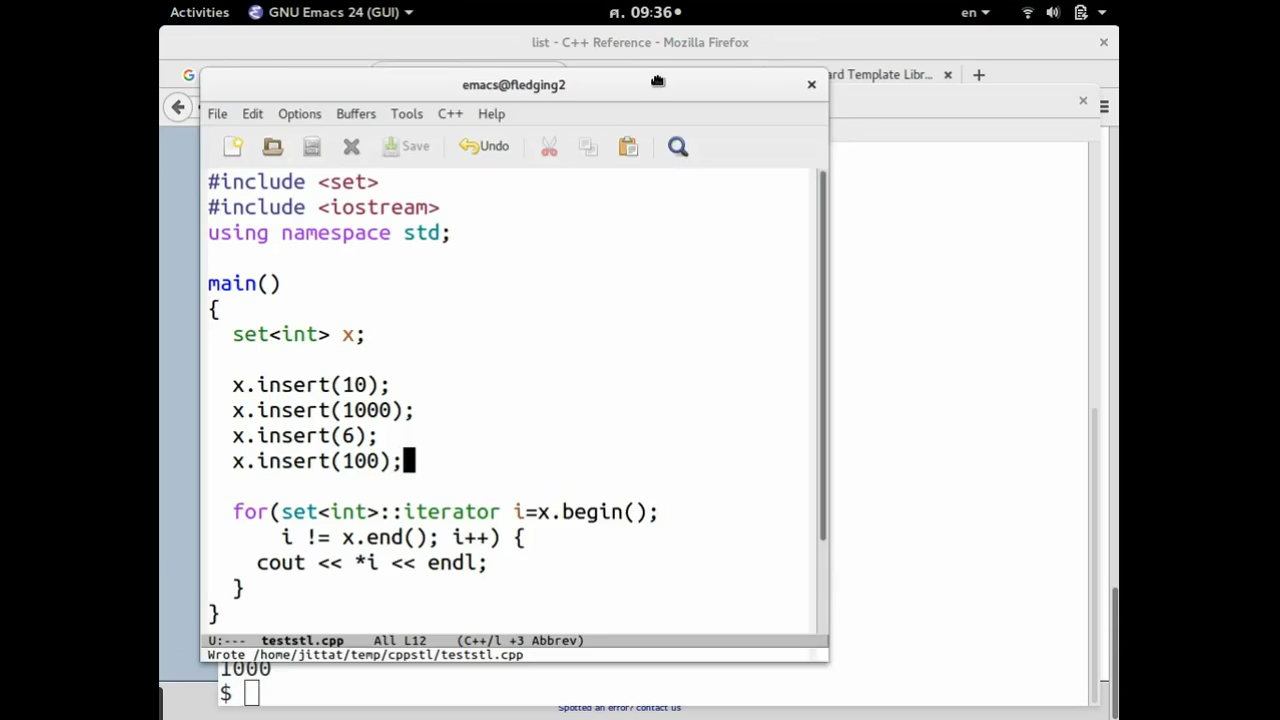 Activities GNU Emacs 24 (GUI) ศ. 09:36 en
list - C++ Reference - Mozilla Firefox
ard Template Libr...
emacs@fledging2
File Edit Options Buffers Tools C++ Help
Save Undo
#include <set>
#include <iostream>
using namespace std;
main()
{
set<int> x;
x.insert(10);
x.insert(1000);
x.insert(6);
x.insert(100);
for(set<int>::iterator i=x.begin();
i != x.end(); i++) {
cout << *i << endl;
}
}
U:--- teststl.cpp All L12 (C++/l +3 Abbrev)
Wrote /home/jittat/temp/cppstl/teststl.cpp
1000
$
Spotted an error? contact us